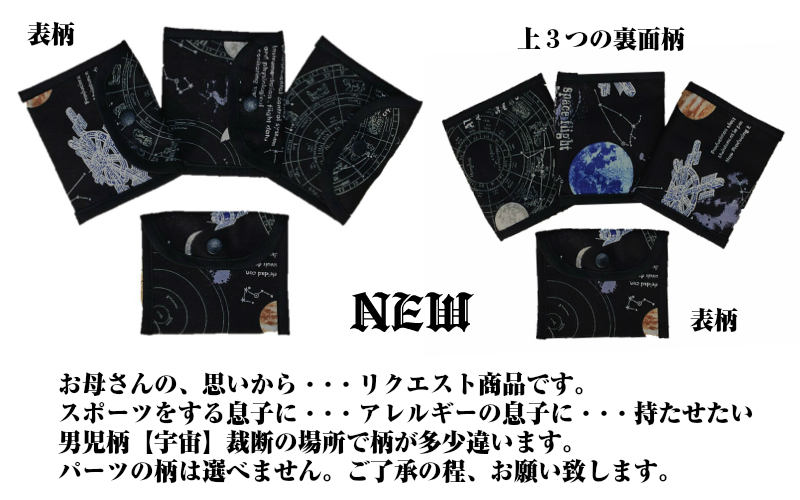 表柄
上３つの裏面柄
space flight
NEW
表柄
お母さんの、思いから・・・リクエスト商品です。
スポーツをする息子に・・・アレルギーの息子に・・・持たせたい
男児柄【宇宙】裁断の場所で柄が多少違います。
パーツの柄は選べません。ご了承の程、お願い致します。